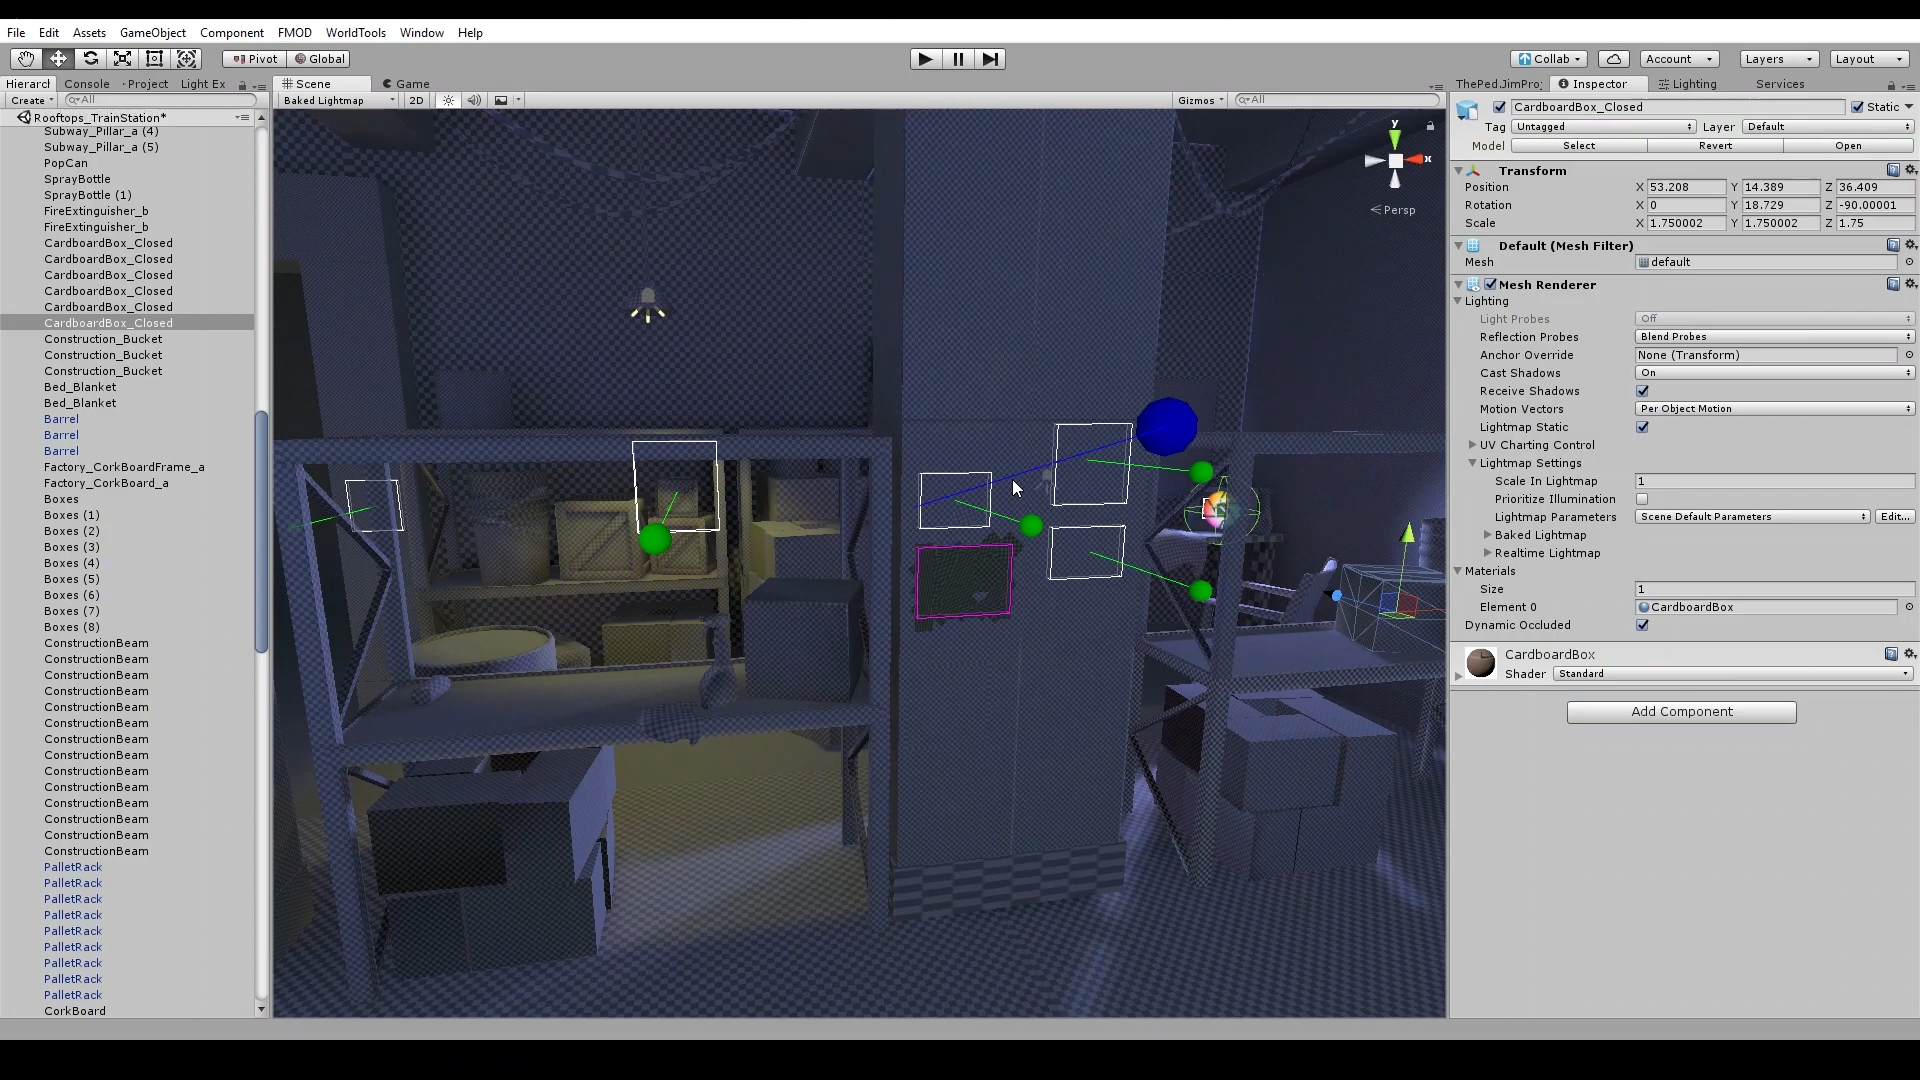 File Edit Assets GameObject Component FMOD WorldTools Window Help
Pivot Global Collab Account Layers Layout
Hierarch Console Project Light Ex Scene Game ThePed.JimPro Inspector Lighting Services
Create All Baked Lightmap 2D Gizmos All
Rooftops_TrainStation*
Subway_Pillar_a (4)
Subway_Pillar_a (5)
PopCan
SprayBottle
SprayBottle (1)
FireExtinguisher_b
FireExtinguisher_b
CardboardBox_Closed
CardboardBox_Closed
CardboardBox_Closed
CardboardBox_Closed
CardboardBox_Closed
CardboardBox_Closed
Construction_Bucket
Construction_Bucket
Construction_Bucket
Bed_Blanket
Bed_Blanket
Barrel
Barrel
Barrel
Factory_CorkBoardFrame_a
Factory_CorkBoard_a
Boxes
Boxes (1)
Boxes (2)
Boxes (3)
Boxes (4)
Boxes (5)
Boxes (6)
Boxes (7)
Boxes (8)
ConstructionBeam
ConstructionBeam
ConstructionBeam
ConstructionBeam
ConstructionBeam
ConstructionBeam
ConstructionBeam
ConstructionBeam
ConstructionBeam
ConstructionBeam
ConstructionBeam
ConstructionBeam
ConstructionBeam
ConstructionBeam
PalletRack
PalletRack
PalletRack
PalletRack
PalletRack
PalletRack
PalletRack
PalletRack
PalletRack
CorkBoard
y
x
Persp
CardboardBox_Closed Static
Tag Untagged Layer Default
Model Select Revert Open
Transform
Position X 53.208 Y 14.389 Z 36.409
Rotation X 0 Y 18.729 Z -90.00001
Scale X 1.750002 Y 1.750002 Z 1.75
Default (Mesh Filter)
Mesh default
Mesh Renderer
Lighting
Light Probes Off
Reflection Probes Blend Probes
Anchor Override None (Transform)
Cast Shadows On
Receive Shadows
Motion Vectors Per Object Motion
Lightmap Static
UV Charting Control
Lightmap Settings
Scale In Lightmap 1
Prioritize Illumination
Lightmap Parameters Scene Default Parameters Edit...
Baked Lightmap
Realtime Lightmap
Materials
Size 1
Element 0 CardboardBox
Dynamic Occluded
CardboardBox
Shader Standard
Add Component